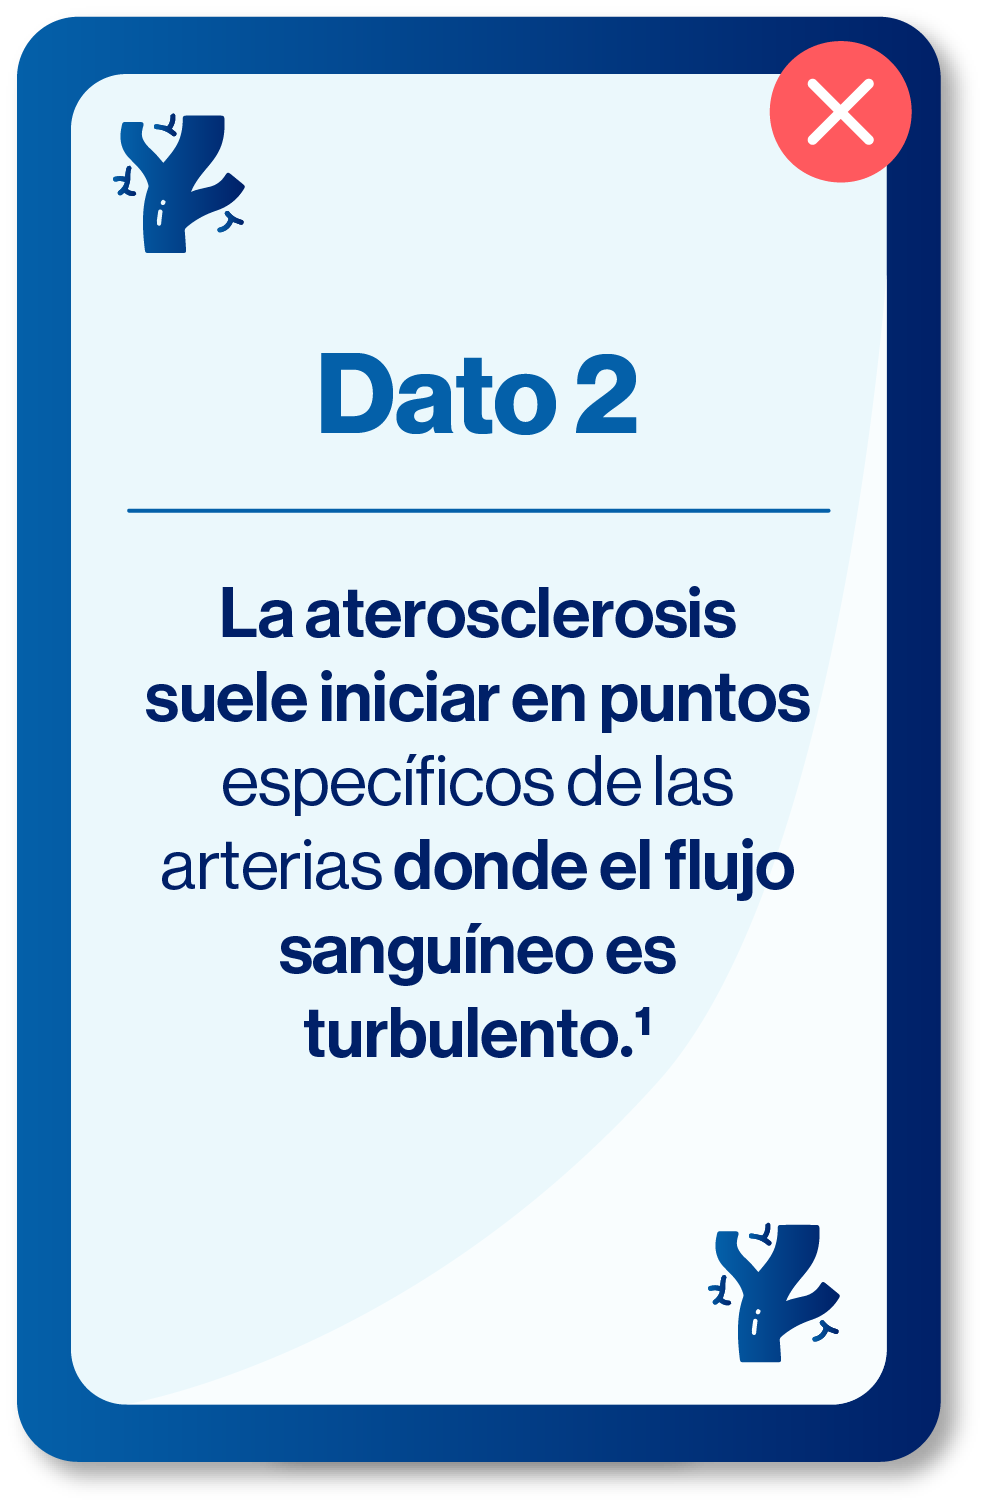 Dato 2
La aterosclerosis
suele iniciar en puntos
específicos de las
arterias donde el flujo
sanguíneo es
turbulento.¹